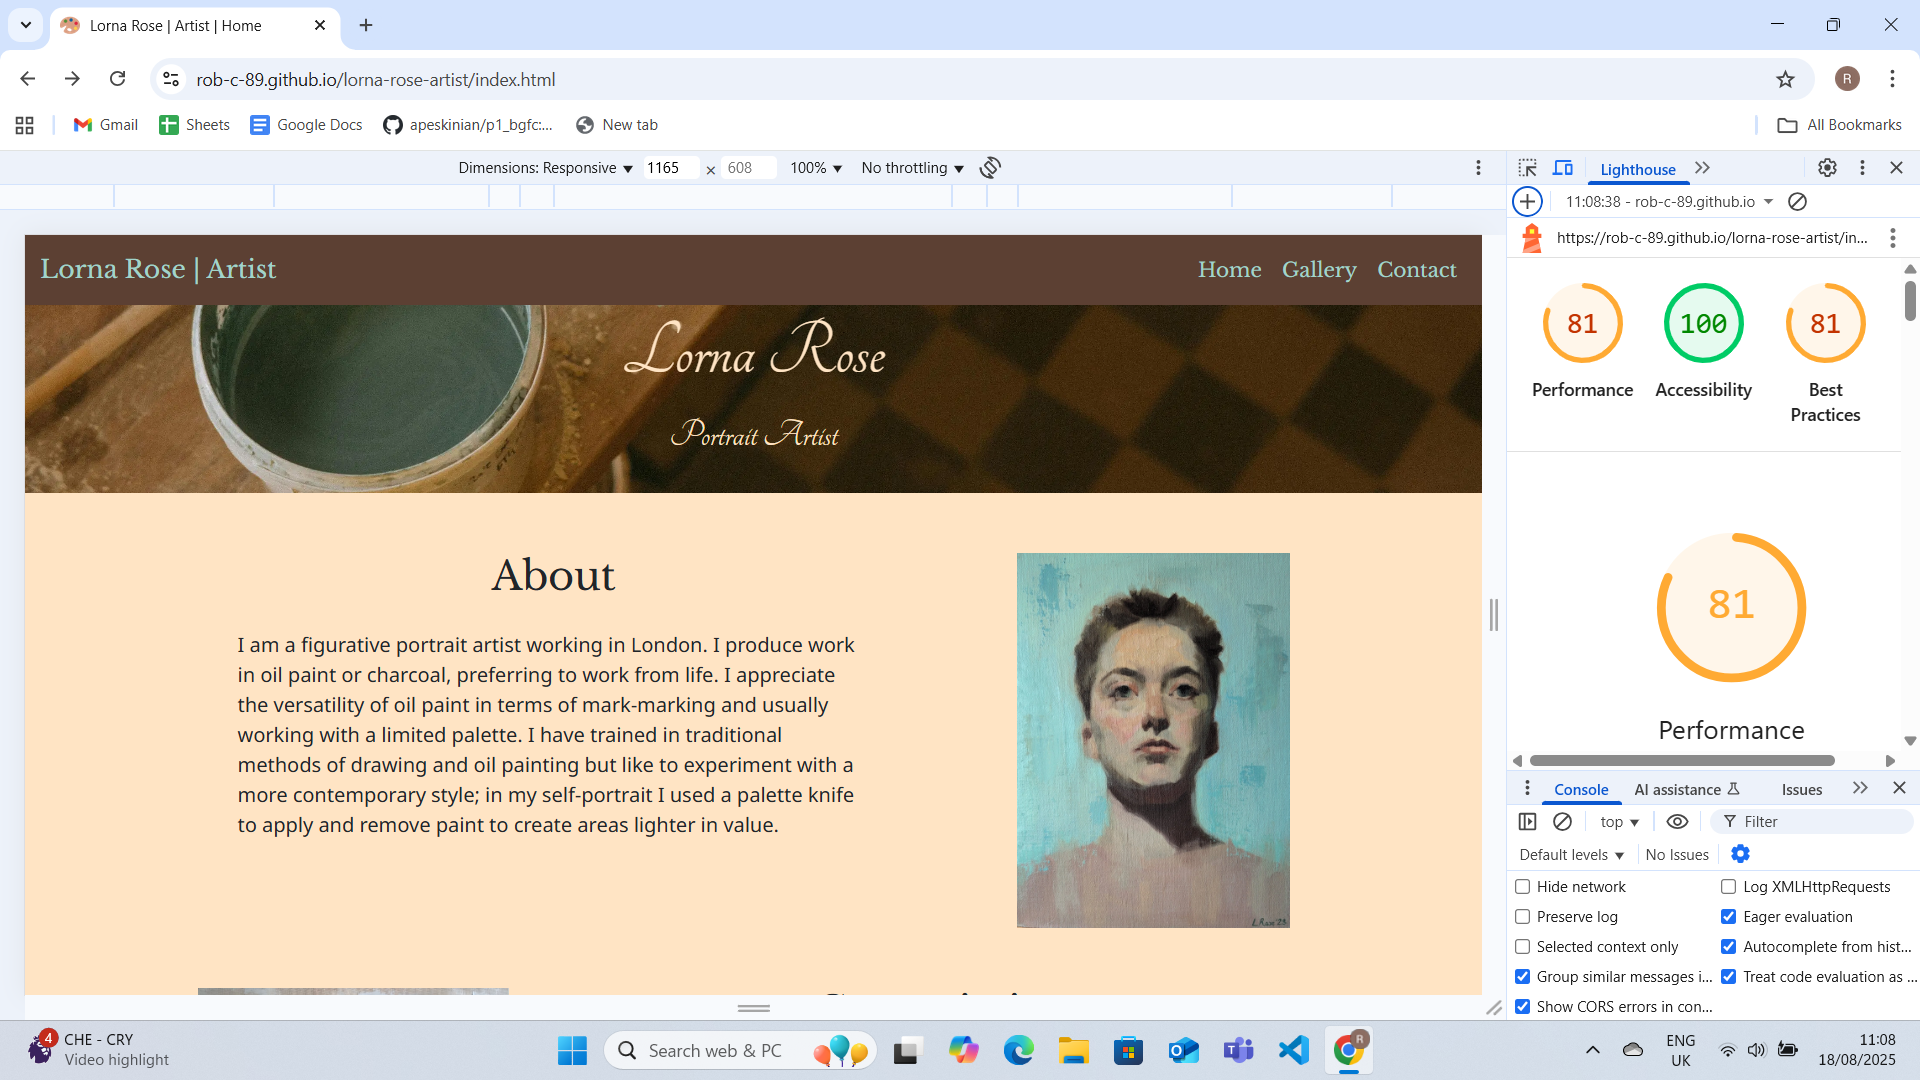 Lorna Rose | Artist | Home
rob-c-89.github.io/lorna-rose-artist/index.html
R
Gmail
Sheets
Google Docs
apeskinian/p1_bgfc:...
New tab
All Bookmarks
Dimensions: Responsive
1165
×
608
100%
No throttling
Lighthouse
11:08:38 - rob-c-89.github.io
https://rob-c-89.github.io/lorna-rose-artist/in...
Lorna Rose | Artist
Home
Gallery
Contact
Lorna Rose
Portrait Artist
About
I am a figurative portrait artist working in London. I produce work
in oil paint or charcoal, preferring to work from life. I appreciate
the versatility of oil paint in terms of mark-marking and usually
working with a limited palette. I have trained in traditional
methods of drawing and oil painting but like to experiment with a
more contemporary style; in my self-portrait I used a palette knife
to apply and remove paint to create areas lighter in value.
81
100
81
Performance
Accessibility
Best
Practices
81
Performance
Console
AI assistance
Issues
top
Filter
Default levels
No Issues
Hide network
Log XMLHttpRequests
Preserve log
Eager evaluation
Selected context only
Autocomplete from hist...
Group similar messages i...
Treat code evaluation as ...
Show CORS errors in con...
4
CHE - CRY
Video highlight
Search web & PC
R
ENG
UK
11:08
18/08/2025